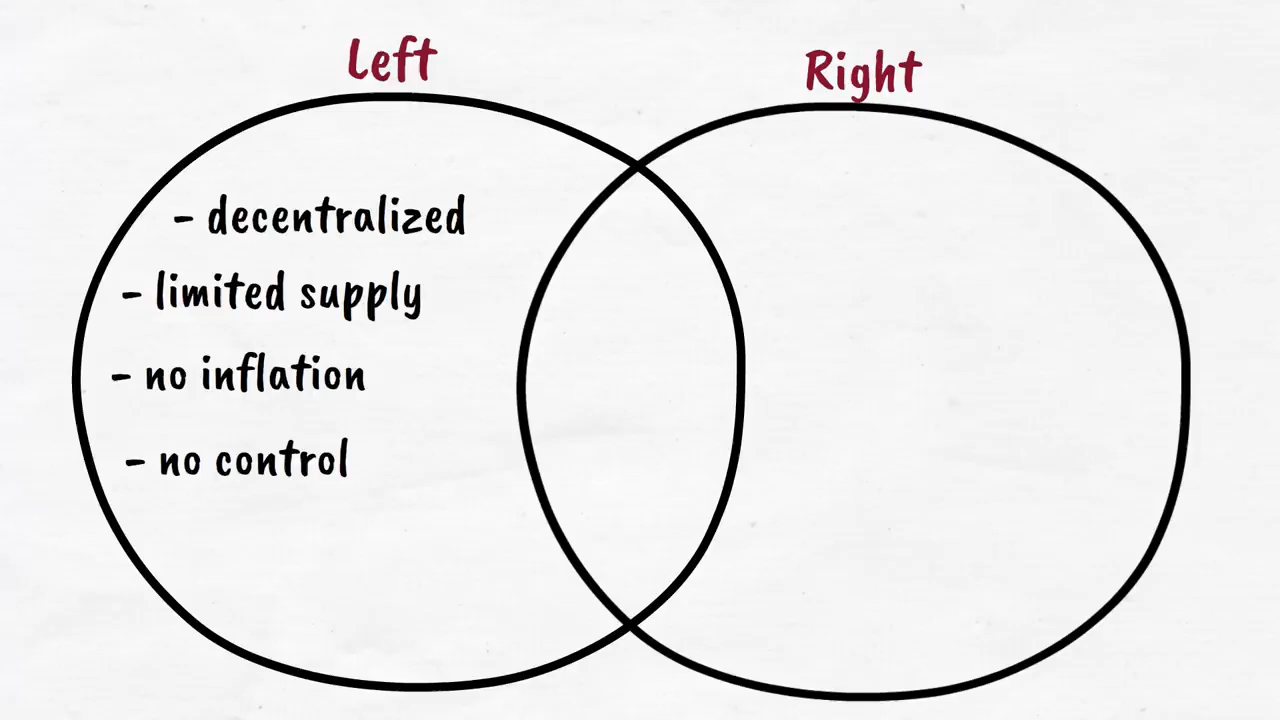 Left
Right
- decentralized
- limited supply
- no inflation
- no control